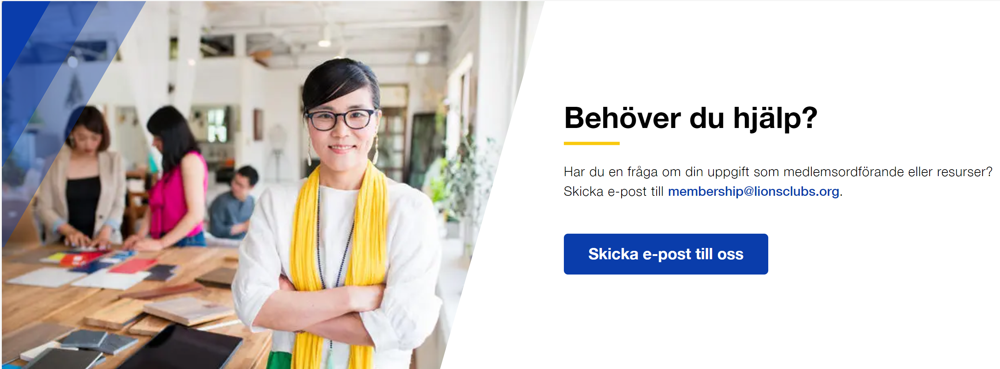 Behöver du hjälp?
Har du en fråga om din uppgift som medlemsordförande eller resurser?
Skicka e-post till membership@lionsclubs.org.
Skicka e-post till oss